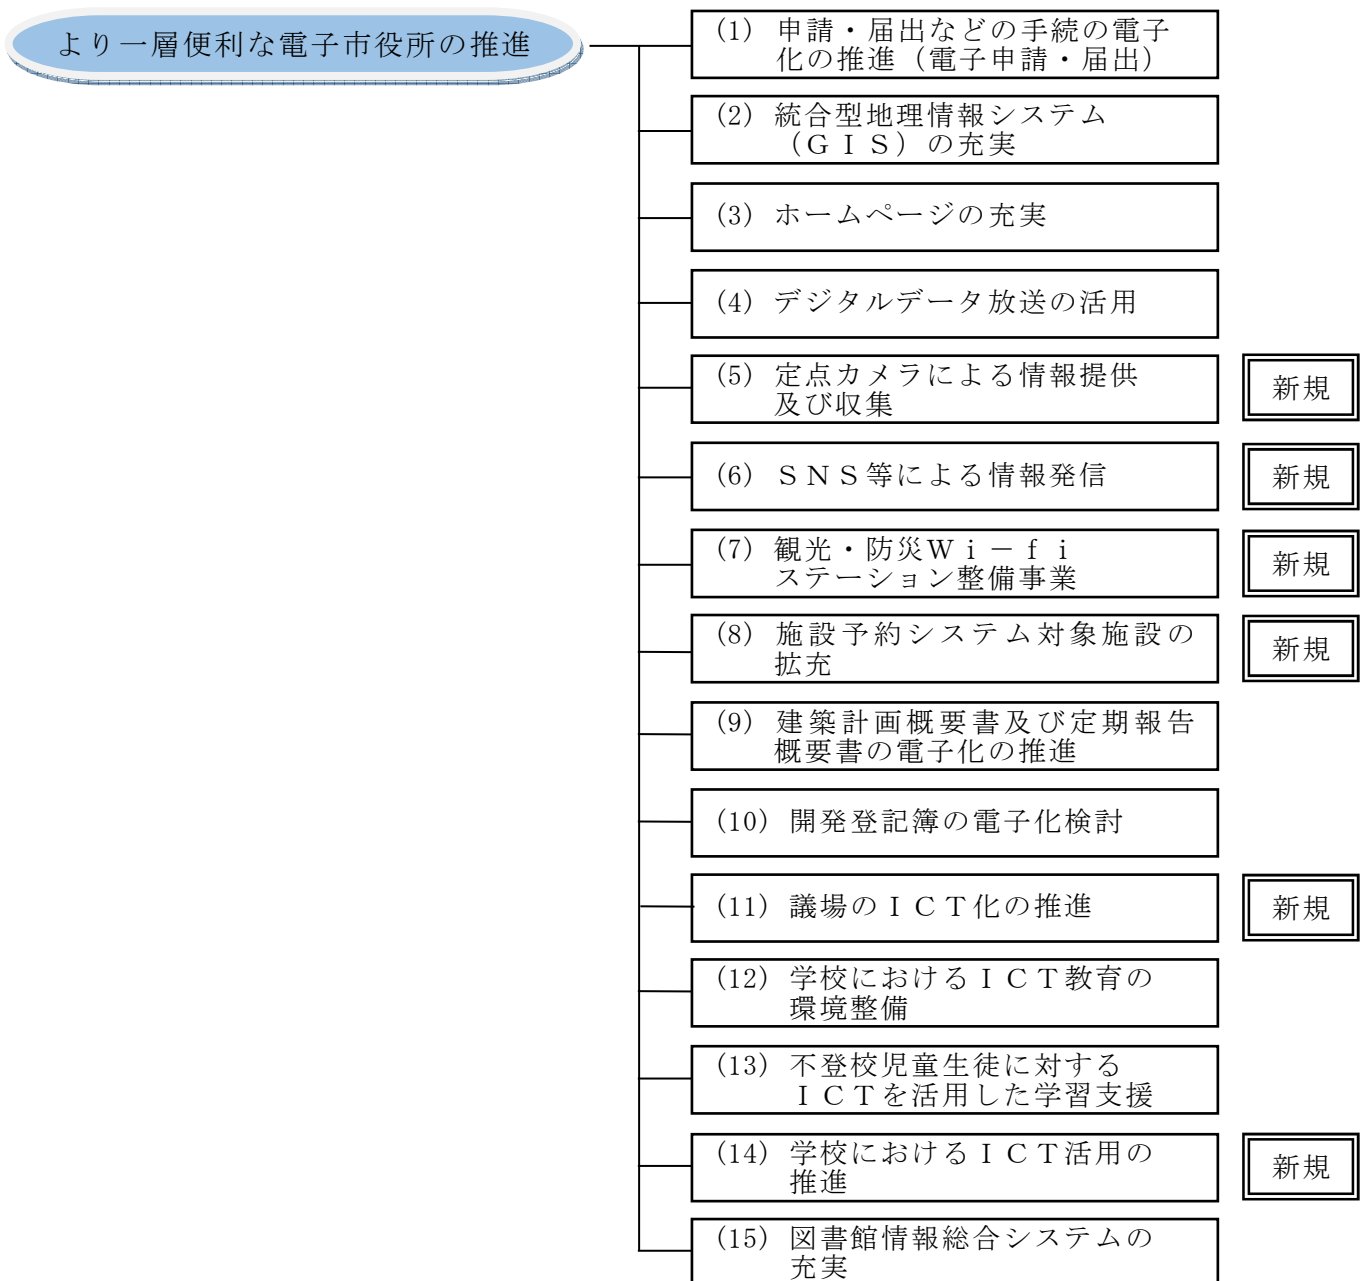 より一層便利な電子市役所の推進
(1) 申請・届出などの手続の電子
化の推進（電子申請・届出）
(2) 統合型地理情報システム
（ＧＩＳ）の充実
(3) ホームページの充実
(4) デジタルデータ放送の活用
(5) 定点カメラによる情報提供
及び収集
新規
(6) ＳＮＳ等による情報発信
新規
(7) 観光・防災Ｗｉ－ｆｉ
ステーション整備事業
新規
(8) 施設予約システム対象施設の
拡充
新規
(9) 建築計画概要書及び定期報告
概要書の電子化の推進
(10) 開発登記簿の電子化検討
(11) 議場のＩＣＴ化の推進
新規
(12) 学校におけるＩＣＴ教育の
環境整備
(13) 不登校児童生徒に対する
ＩＣＴを活用した学習支援
(14) 学校におけるＩＣＴ活用の
推進
新規
(15) 図書館情報総合システムの
充実